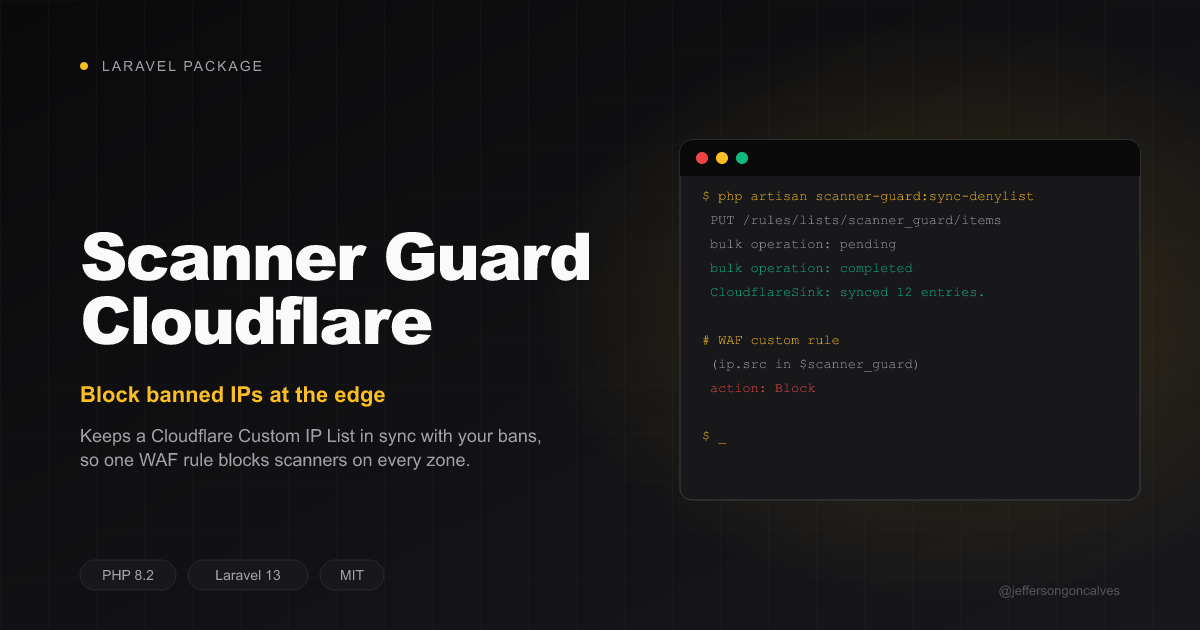 LARAVEL PACKAGE
Scanner Guard
Cloudflare
Block banned IPs at the edge
Keeps a Cloudflare Custom IP List in sync with your bans,
so one WAF rule blocks scanners on every zone.
PHP 8.2
Laravel 13
MIT
$ php artisan scanner-guard:sync-denylist
PUT /rules/lists/scanner_guard/items
bulk operation: pending
bulk operation: completed
CloudflareSink: synced 12 entries.
# WAF custom rule
(ip.src in $scanner_guard)
action: Block
$ _
@jeffersongoncalves